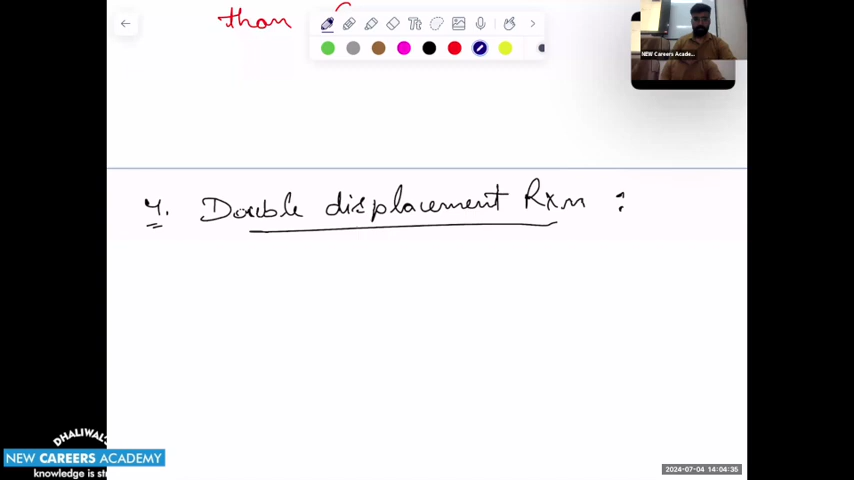 than
Tt
NEW Careers Acade...
4. Double displacement Rxn :
DHALIWAL'S
NEW CAREERS ACADEMY
knowledge is str
2024-07-04 14:04:35